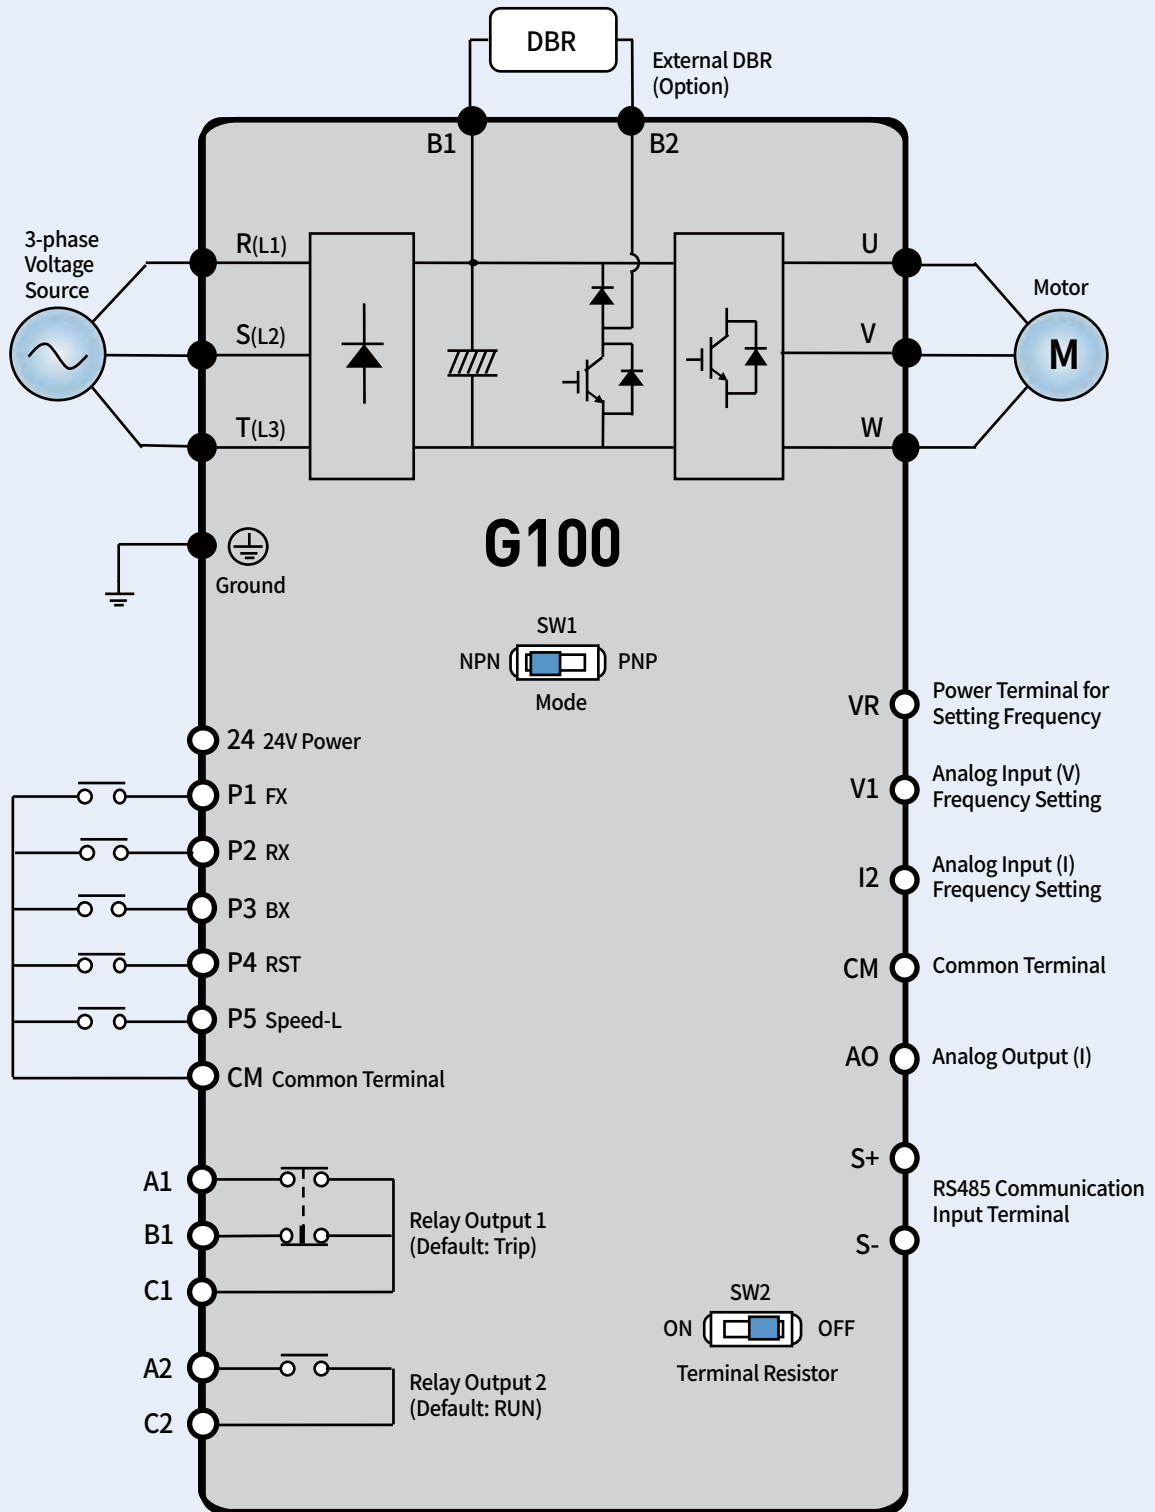 DBR
External DBR
(Option)
B1
B2
3-phase
Voltage
Source
R(L1)
S(L2)
T(L3)
U
V
W
Motor
M
Ground
G100
SW1
NPN
PNP
Mode
24 24V Power
P1 FX
P2 RX
P3 BX
P4 RST
P5 Speed-L
CM Common Terminal
VR
Power Terminal for
Setting Frequency
V1
Analog Input (V)
Frequency Setting
I2
Analog Input (I)
Frequency Setting
CM
Common Terminal
AO
Analog Output (I)
S+
S-
RS485 Communication
Input Terminal
A1
B1
C1
Relay Output 1
(Default: Trip)
A2
C2
Relay Output 2
(Default: RUN)
SW2
ON
OFF
Terminal Resistor